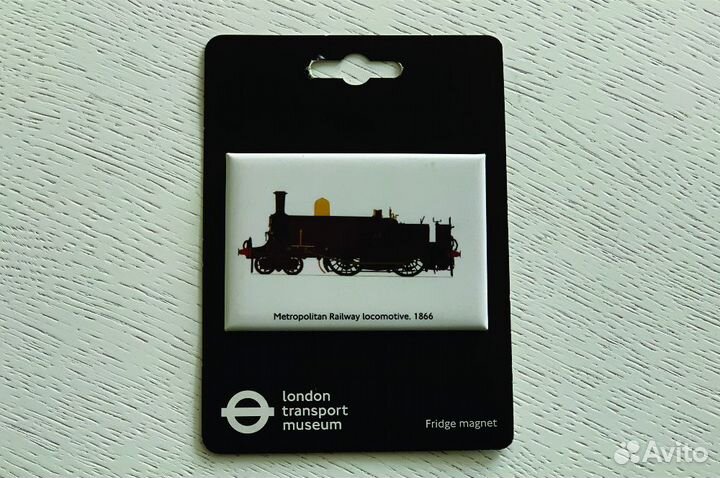 Metropolitan Railway locomotive, 1866
london
transport
museum
Fridge magnet
Avito